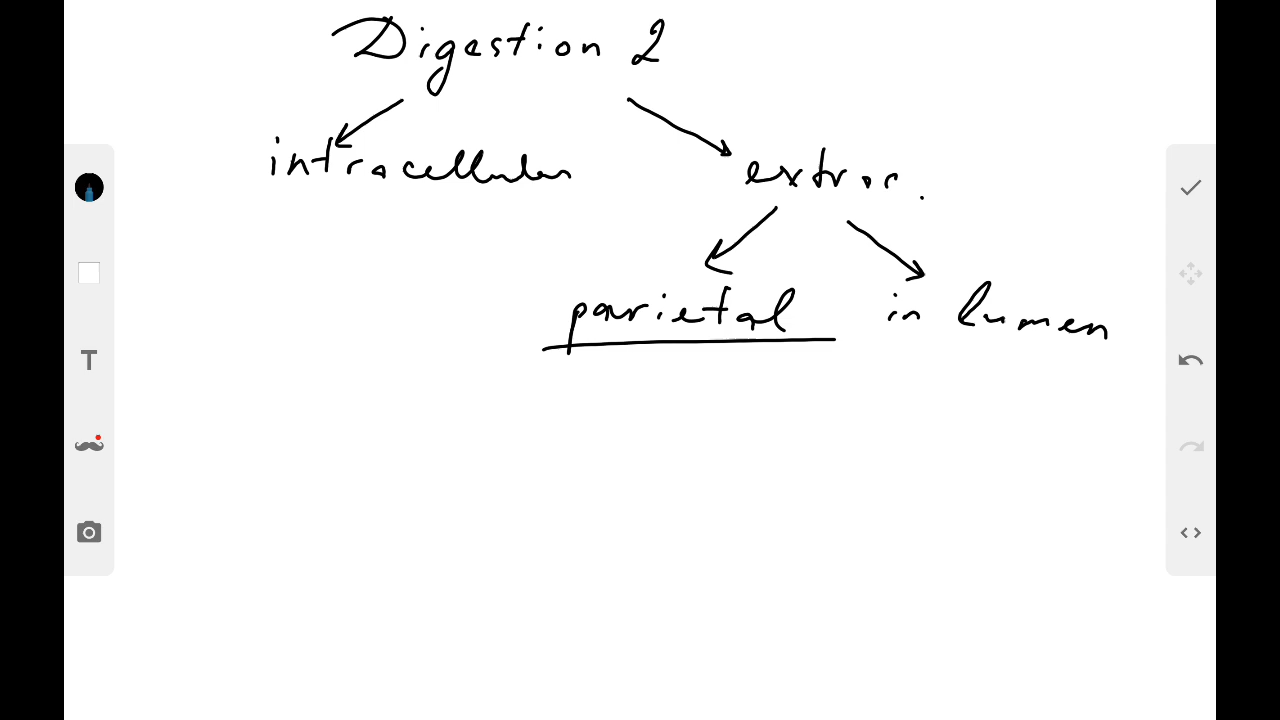 Digestion 2
intracellular extrac.
parietal in lumen
T